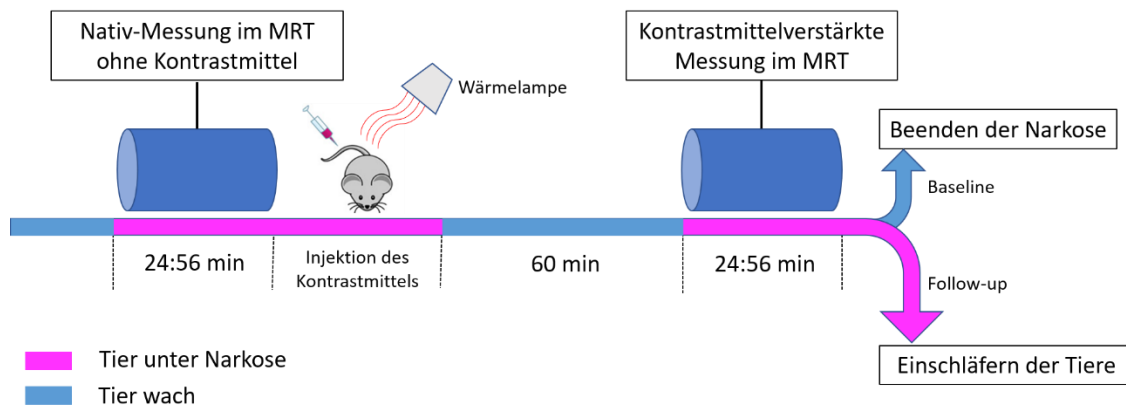 Nativ-Messung im MRT
ohne Kontrastmittel
Wärmelampe
Kontrastmittelverstärkte
Messung im MRT
Beenden der Narkose
Baseline
24:56 min
Injektion des
Kontrastmittels
60 min
24:56 min
Follow-up
Einschläfern der Tiere
Tier unter Narkose
Tier wach